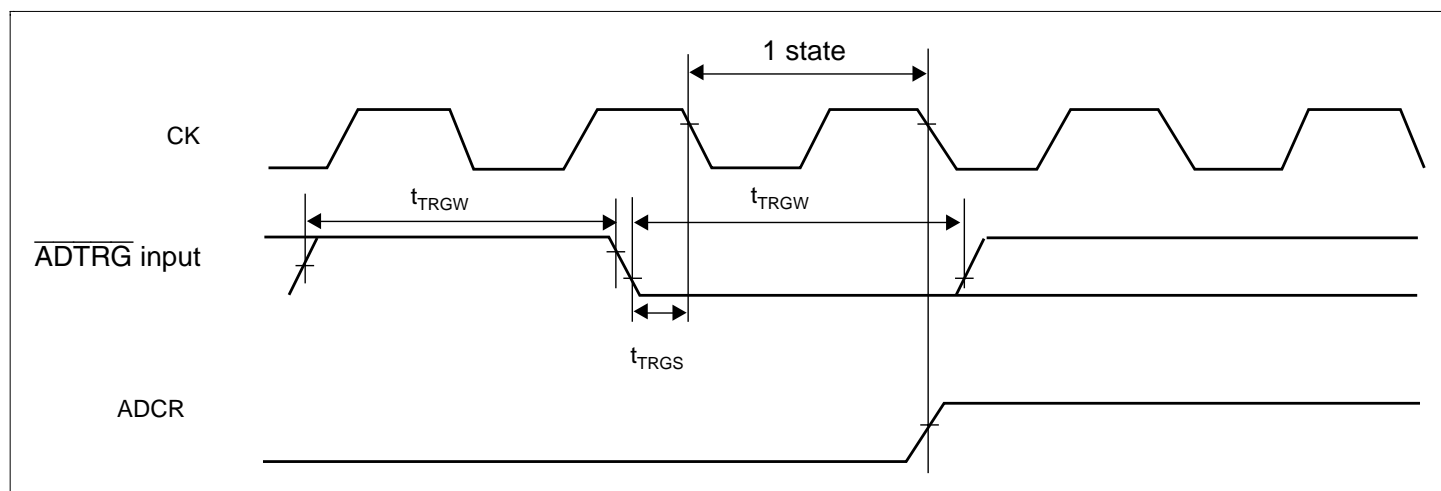 1 state
CK
tTRGW
tTRGW
ADTRG input
tTRGS
ADCR